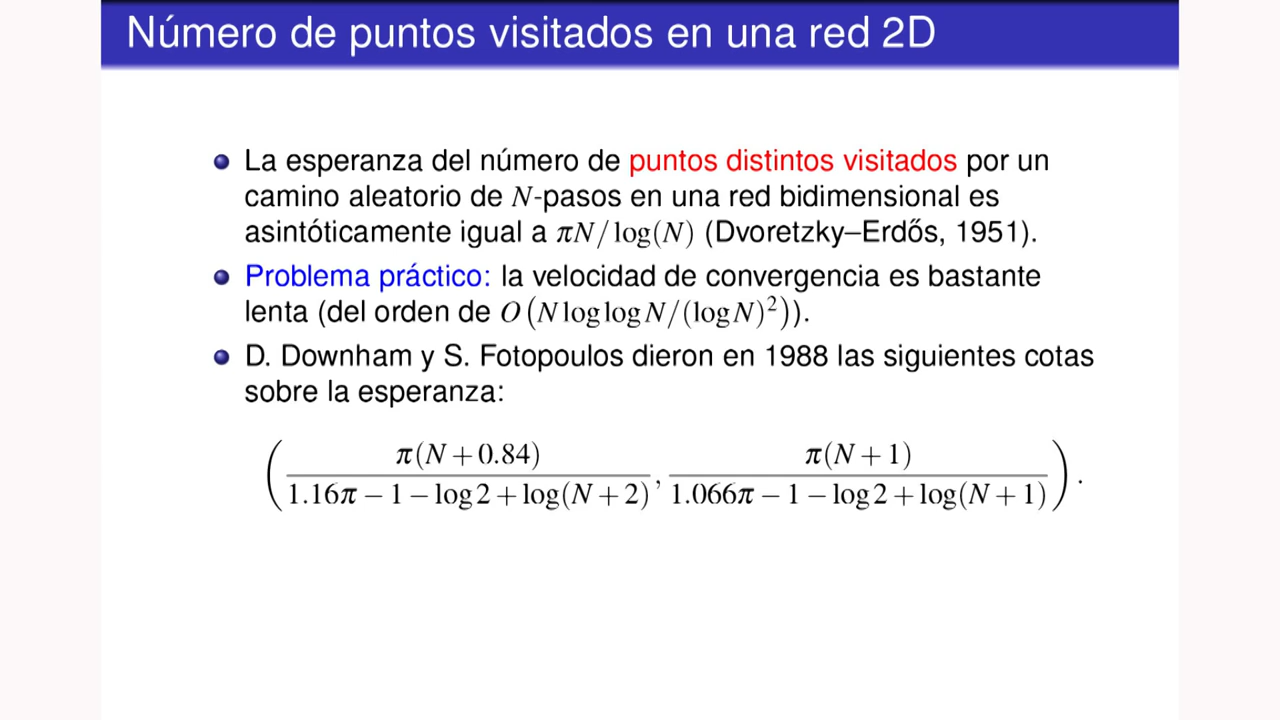 Número de puntos visitados en una red 2D
La esperanza del número de puntos distintos visitados por un
camino aleatorio de N-pasos en una red bidimensional es
asintóticamente igual a πN/log(N) (Dvoretzky–Erdős, 1951).
Problema práctico: la velocidad de convergencia es bastante
lenta (del orden de O(N log log N/(log N)²)).
D. Downham y S. Fotopoulos dieron en 1988 las siguientes cotas
sobre la esperanza:
( π(N+0.84) / 1.16π − 1 − log 2 + log(N+2) , π(N+1) / 1.066π − 1 − log 2 + log(N+1) ).